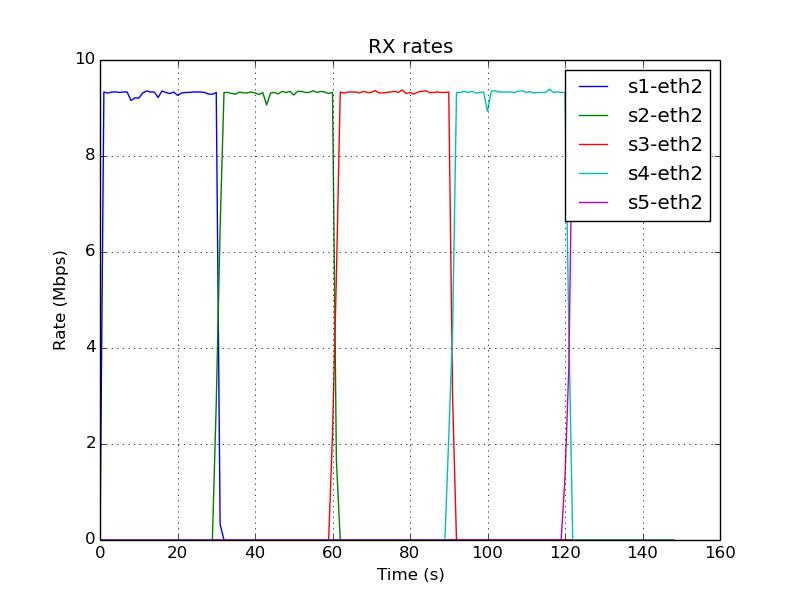 RX rates
10
8
6
4
2
0
Rate (Mbps)
s1-eth2
s2-eth2
s3-eth2
s4-eth2
s5-eth2
0 20 40 60 80 100 120 140 160
Time (s)